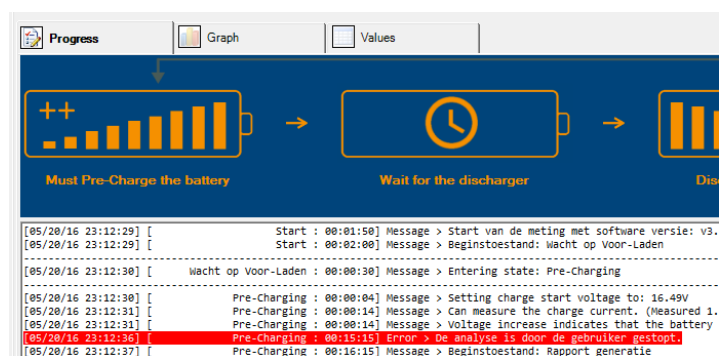 Progress
Graph
Values
++
Must Pre-Charge the battery
Wait for the discharger
Dis
[05/20/16 23:12:29] [ Start : 00:01:50] Message > Start van de meting met software versie: v3.
[05/20/16 23:12:29] [ Start : 00:02:00] Message > Beginstoestand: Wacht op Voor-Laden
[05/20/16 23:12:30] [ Wacht op Voor-Laden : 00:00:30] Message > Entering state: Pre-Charging
[05/20/16 23:12:30] [ Pre-Charging : 00:00:04] Message > Setting charge start voltage to: 16.49V
[05/20/16 23:12:31] [ Pre-Charging : 00:00:14] Message > Can measure the charge current. (Measured 1.
[05/20/16 23:12:31] [ Pre-Charging : 00:00:14] Message > Voltage increase indicates that the battery
[05/20/16 23:12:36] [ Pre-Charging : 00:15:15] Error > De analyse is door de gebruiker gestopt.
[05/20/16 23:12:37] [ Pre-Charging : 00:16:15] Message > Beginstoestand: Rapport generatie